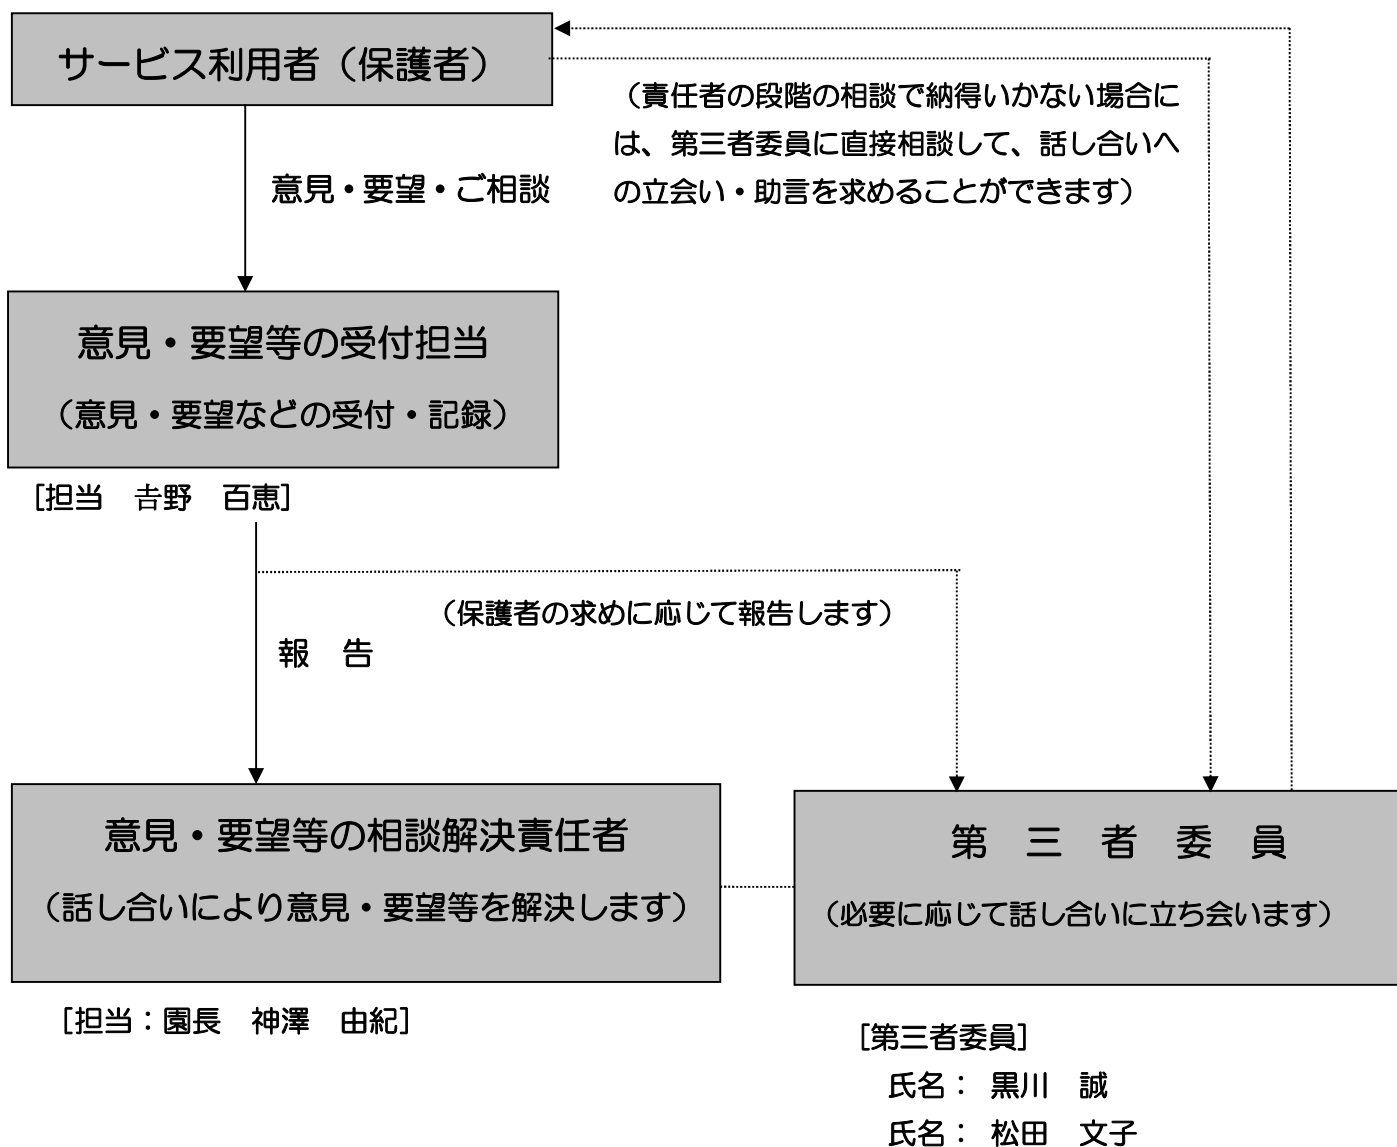 サービス利用者（保護者）
（責任者の段階の相談で納得いかない場合に
は、第三者委員に直接相談して、話し合いへ
の立会い・助言を求めることができます）
意見・要望・ご相談
意見・要望等の受付担当
（意見・要望などの受付・記録）
[担当　𠮷野　百恵]
（保護者の求めに応じて報告します）
報　告
意見・要望等の相談解決責任者
（話し合いにより意見・要望等を解決します）
[担当：園長　神澤　由紀]
第　三　者　委　員
（必要に応じて話し合いに立ち会います）
[第三者委員]
氏名：　黒川　誠
氏名：　松田　文子